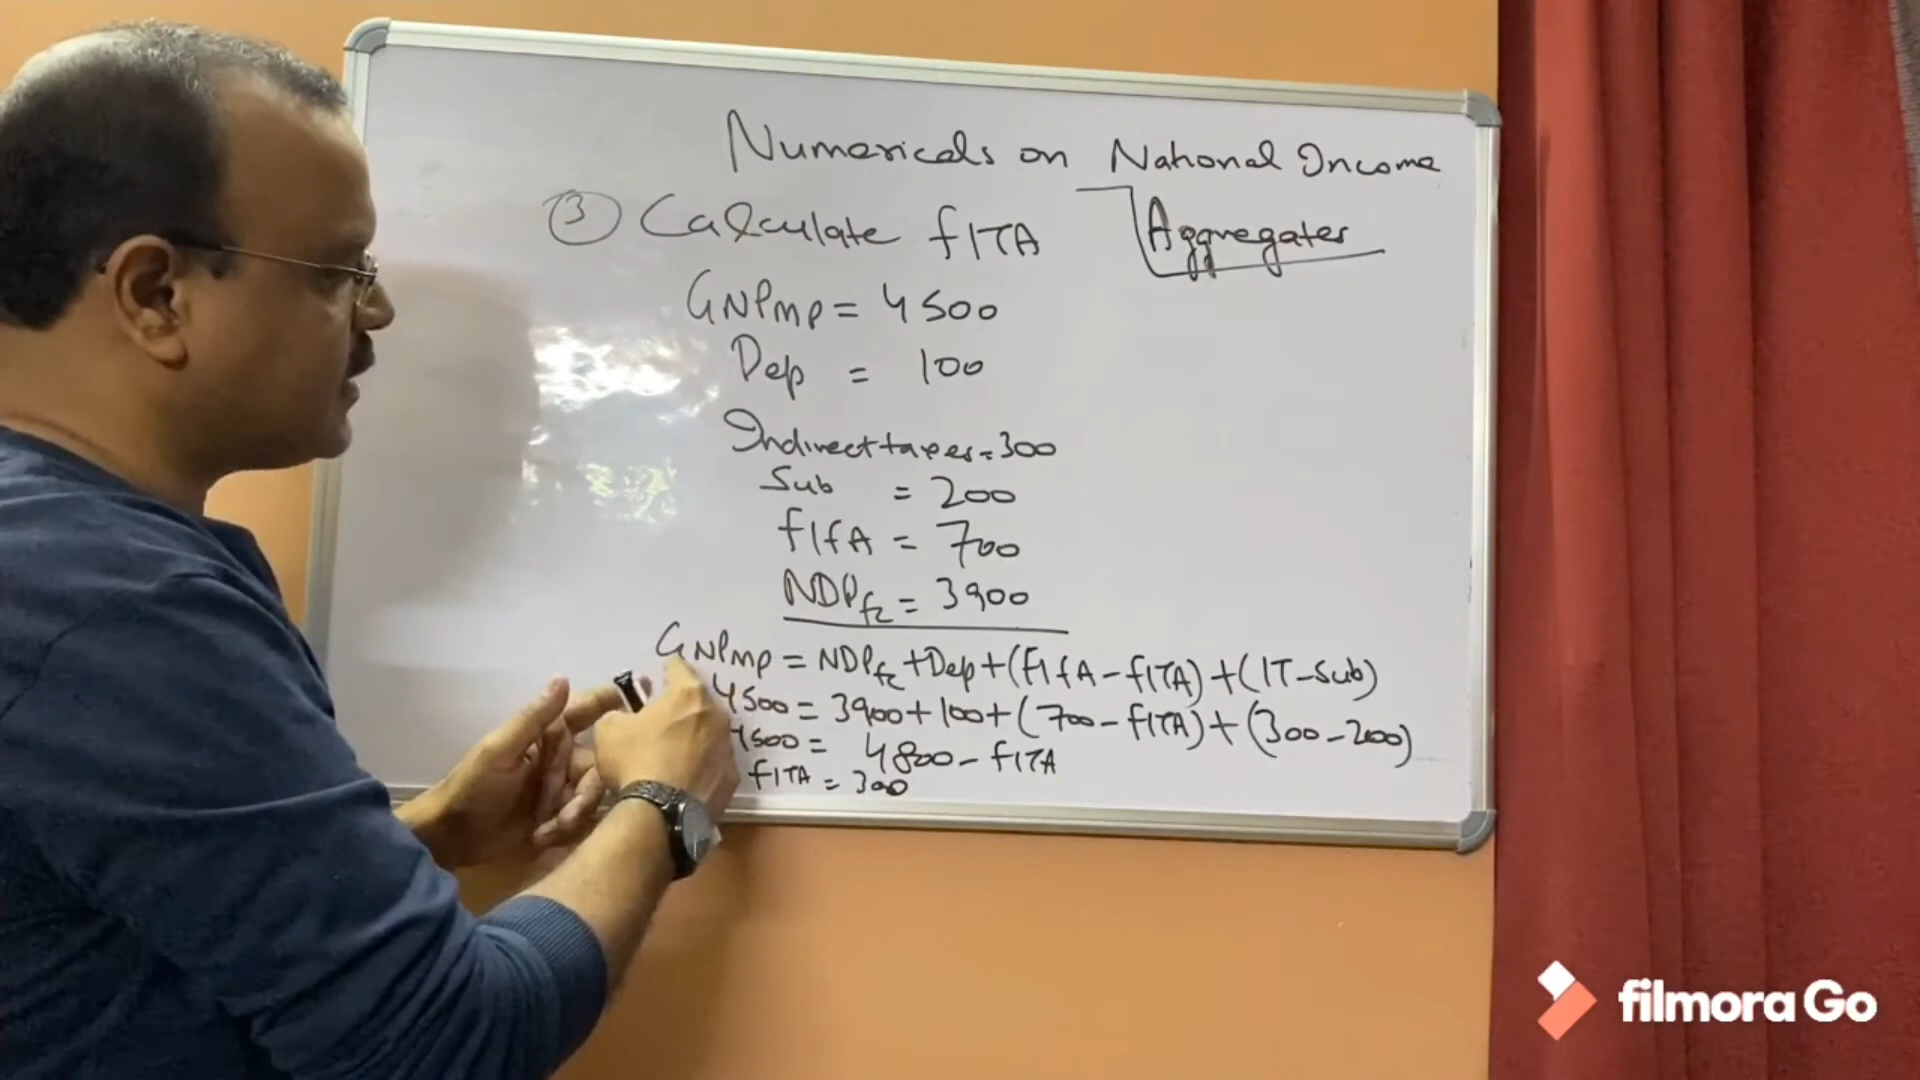 Numericals on National Income
Aggregates
③ Calculate FITA
GNPmp = 4500
Dep = 100
Indirect taxes = 300
Sub = 200
FIFA = 700
NDPfc = 3900
GNPmp = NDPfc + Dep + (FIFA - FITA) + (IT - Sub)
4500 = 3900 + 100 + (700 - FITA) + (300 - 200)
4500 = 4800 - FITA
FITA = 300
filmora Go